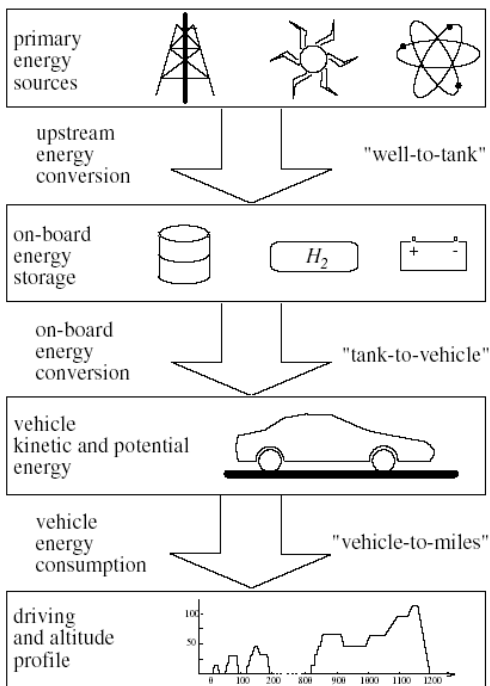 primary
energy
sources
upstream
energy
conversion
"well-to-tank"
on-board
energy
storage
H2
+ -
on-board
energy
conversion
"tank-to-vehicle"
vehicle
kinetic and potential
energy
vehicle
energy
consumption
"vehicle-to-miles"
driving
and altitude
profile
100
50
0 100 200 800 900 1000 1100 1200